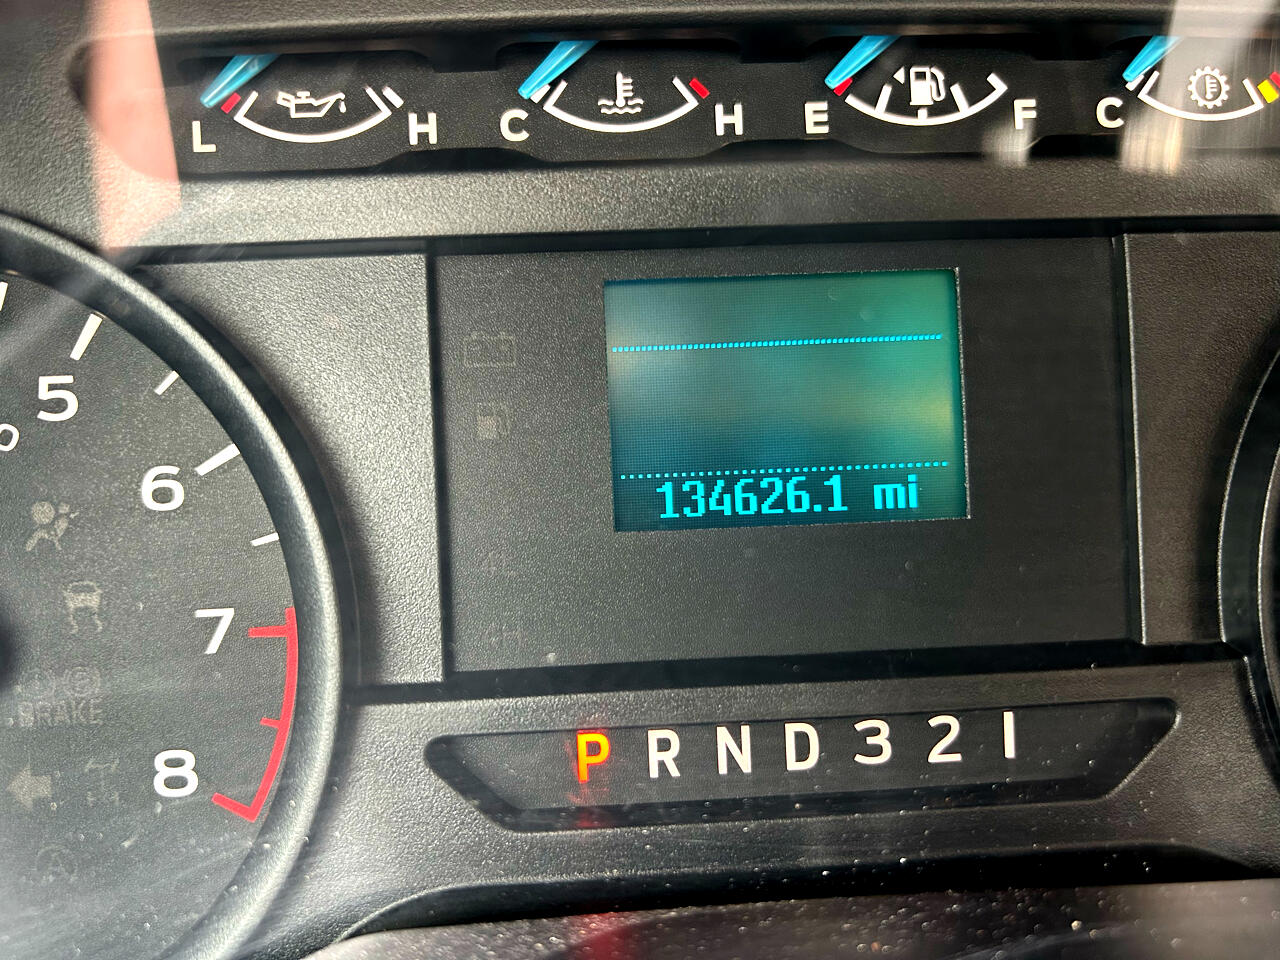 L H C H E F C
5
6
134626.1 mi
7
BRAKE
P R N D 3 2 1
8